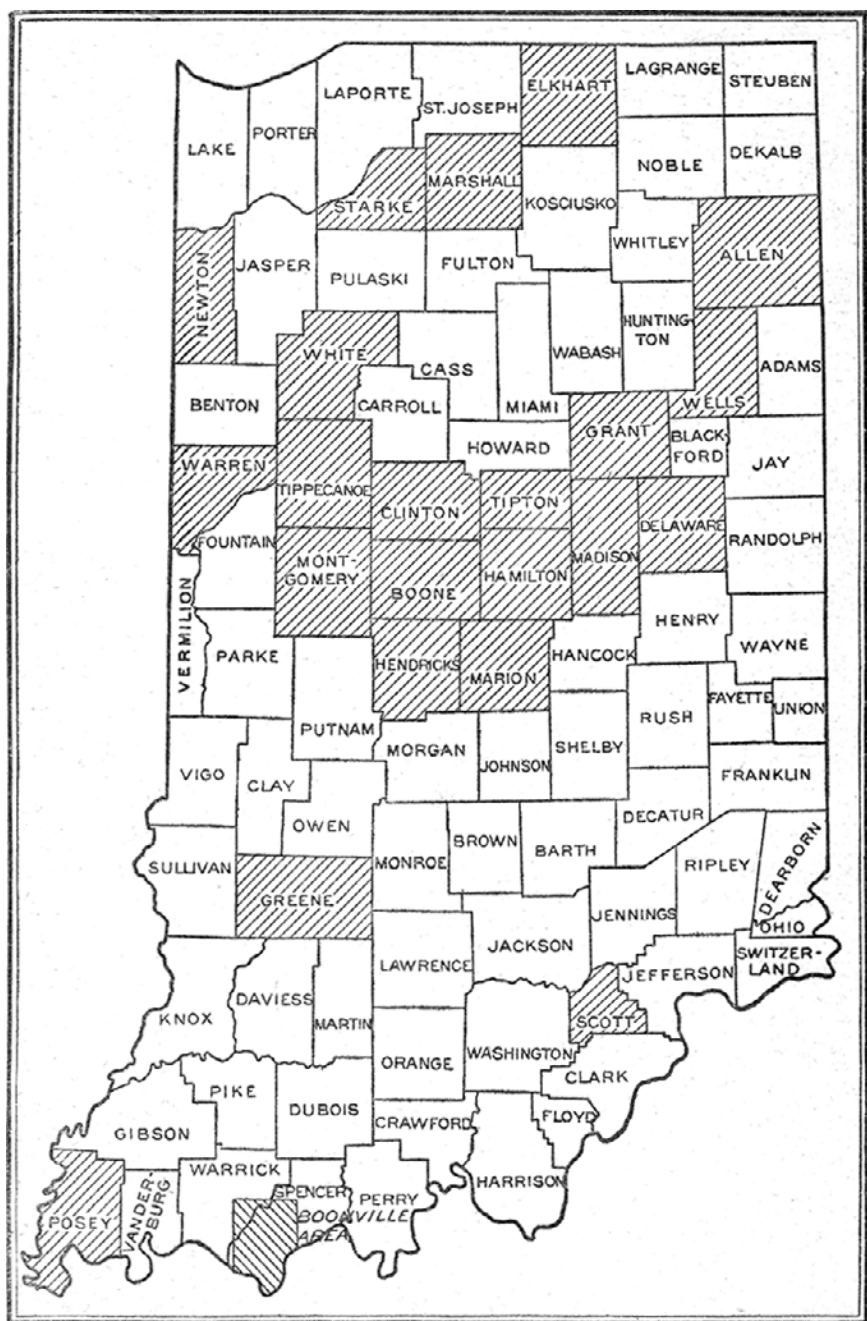 LAGRANGE
STEUBEN
ELKHART
LAPORTE
ST. JOSEPH
PORTER
LAKE
NOBLE
DEKALB
MARSHALL
STARKE
KOSCIUSKO
WHITLEY
ALLEN
NEWTON
JASPER
PULASKI
FULTON
HUNTING-
TON
WABASH
WHITE
CASS
ADAMS
BENTON
CARROLL
MIAMI
WELLS
GRANT
BLACK
FORD
HOWARD
JAY
WARREN
TIPPECANOE
CLINTON
TIPTON
DELAWARE
FOUNTAIN
MONT-
GOMERY
BOONE
HAMILTON
MADISON
RANDOLPH
VERMILION
HENRY
WAYNE
PARKE
HENDRICKS
MARION
HANCOCK
FAYETTE
UNION
PUTNAM
MORGAN
JOHNSON
SHELBY
RUSH
VIGO
CLAY
FRANKLIN
OWEN
DECATUR
SULLIVAN
MONROE
BROWN
BARTH
RIPLEY
DEARBORN
GREENE
JENNINGS
OHIO
JACKSON
SWITZER-
LAND
LAWRENCE
JEFFERSON
KNOX
DAVIESS
MARTIN
SCOTT
ORANGE
WASHINGTON
CLARK
PIKE
DUBOIS
CRAWFORD
FLOYD
GIBSON
WARRICK
HARRISON
POSEY
VANDER-
BURG
SPENCER
PERRY
BOONVILLE
AREA